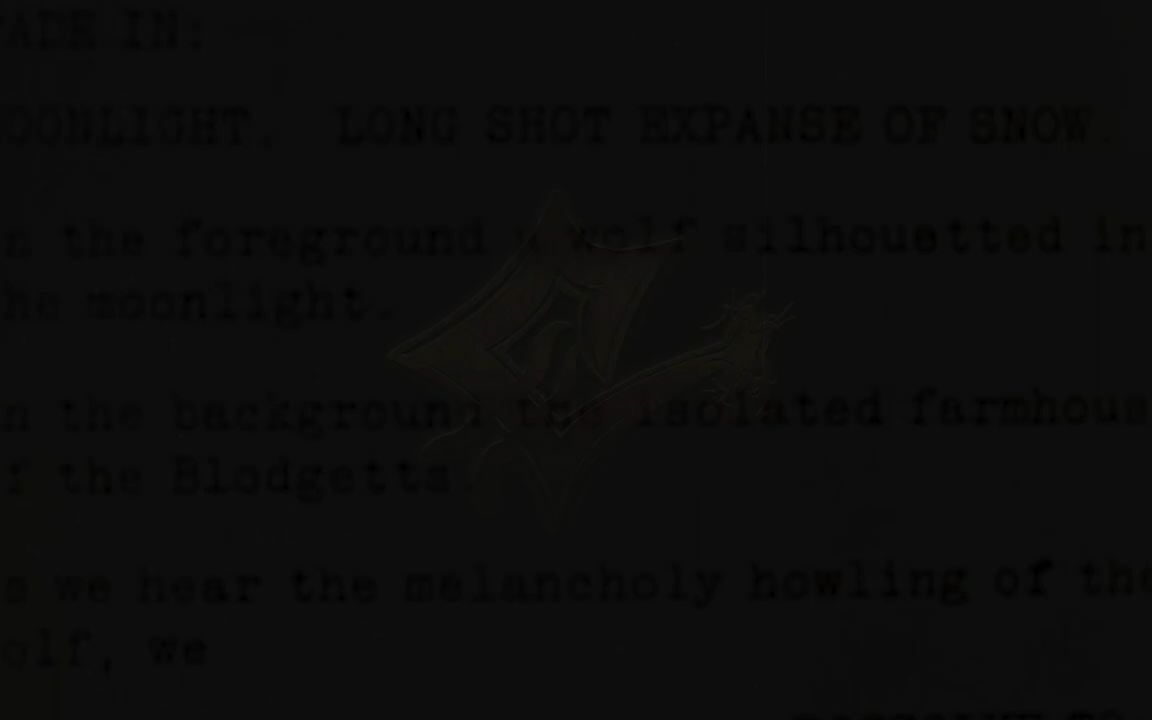 ADE IN:
OONLIGHT. LONG SHOT EXPANSE OF SNOW.
n the foreground a wolf silhouetted in
he moonlight.
n the background the isolated farmhous
f the Blodgetts.
s we hear the melancholy howling of the
olf, we